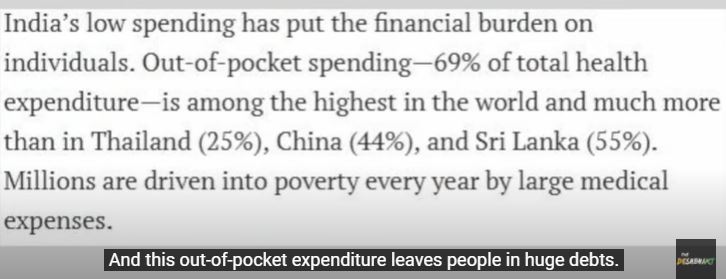 India's low spending has put the financial burden on
individuals. Out-of-pocket spending—69% of total health
expenditure—is among the highest in the world and much more
than in Thailand (25%), China (44%), and Sri Lanka (55%).
Millions are driven into poverty every year by large medical
expenses.
And this out-of-pocket expenditure leaves people in huge debts.
THE
DESHBHAKT